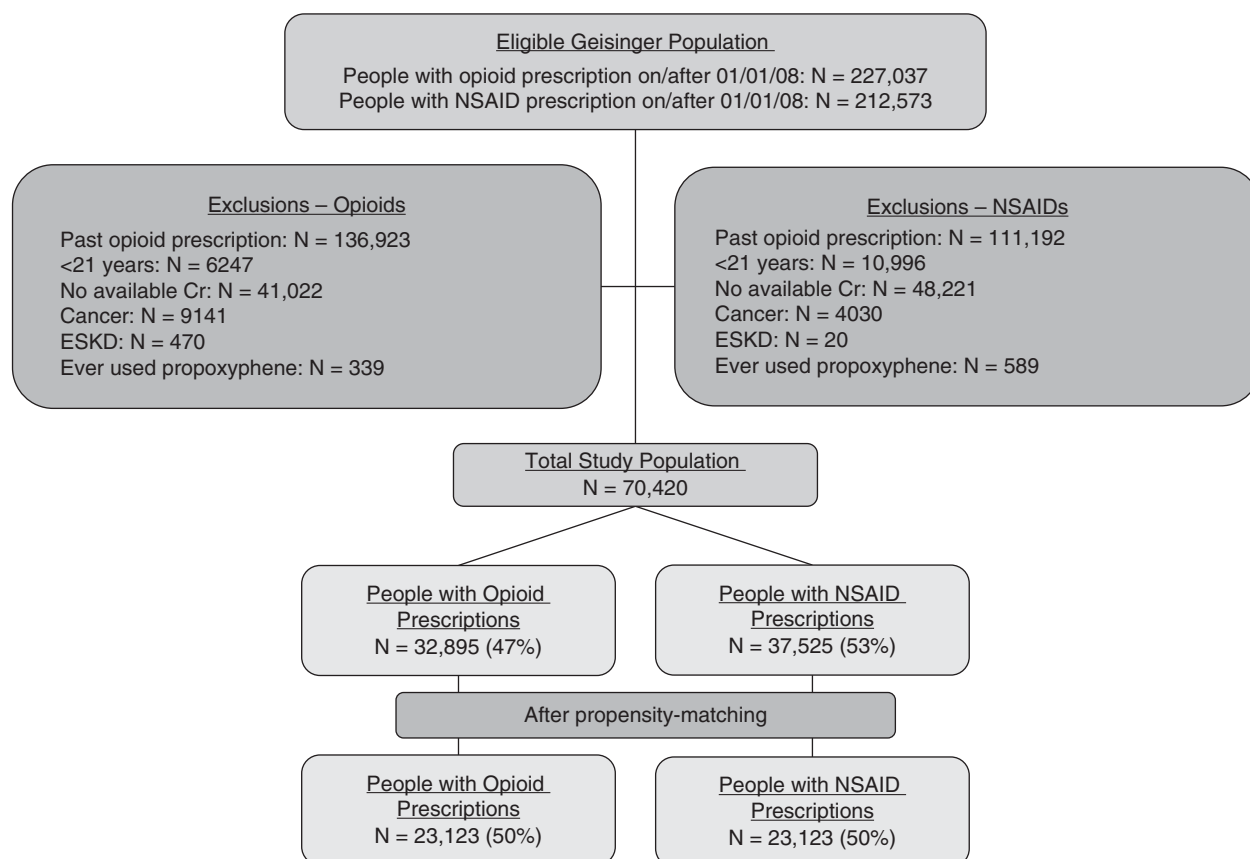 Eligible Geisinger Population
People with opioid prescription on/after 01/01/08: N = 227,037
People with NSAID prescription on/after 01/01/08: N = 212,573
Exclusions – Opioids
Past opioid prescription: N = 136,923
<21 years: N = 6247
No available Cr: N = 41,022
Cancer: N = 9141
ESKD: N = 470
Ever used propoxyphene: N = 339
Exclusions – NSAIDs
Past opioid prescription: N = 111,192
<21 years: N = 10,996
No available Cr: N = 48,221
Cancer: N = 4030
ESKD: N = 20
Ever used propoxyphene: N = 589
Total Study Population
N = 70,420
People with Opioid
Prescriptions
N = 32,895 (47%)
People with NSAID
Prescriptions
N = 37,525 (53%)
After propensity-matching
People with Opioid
Prescriptions
N = 23,123 (50%)
People with NSAID
Prescriptions
N = 23,123 (50%)